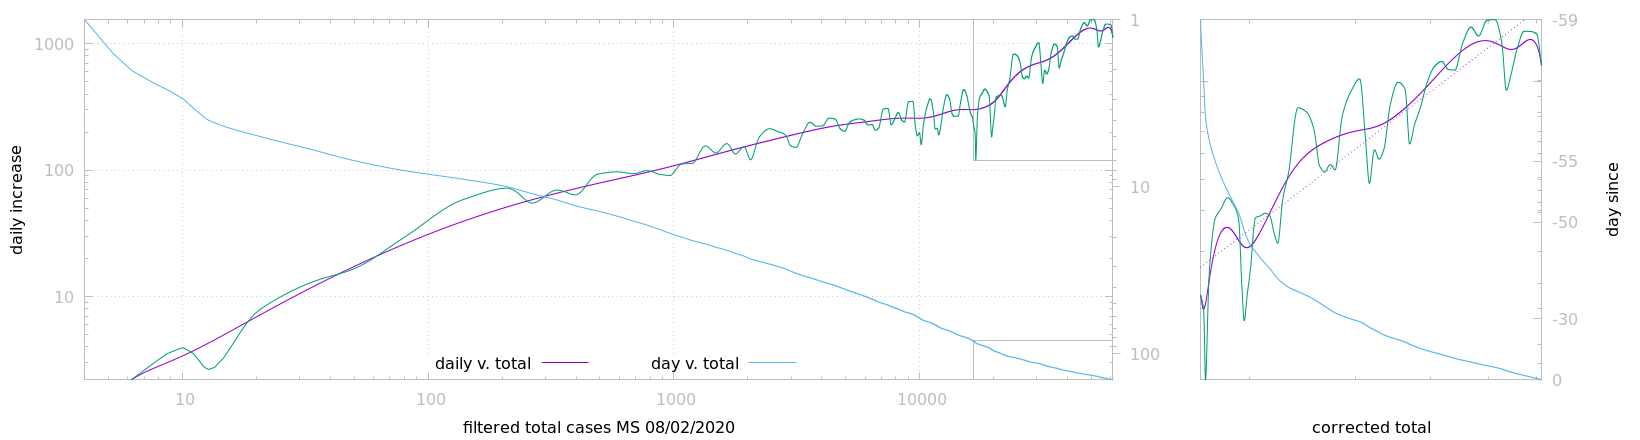 daily increase
1000
100
10
10
100
1000
10000
1
10
100
daily v. total
day v. total
filtered total cases MS 08/02/2020
-59
-55
-50
-30
0
day since
corrected total